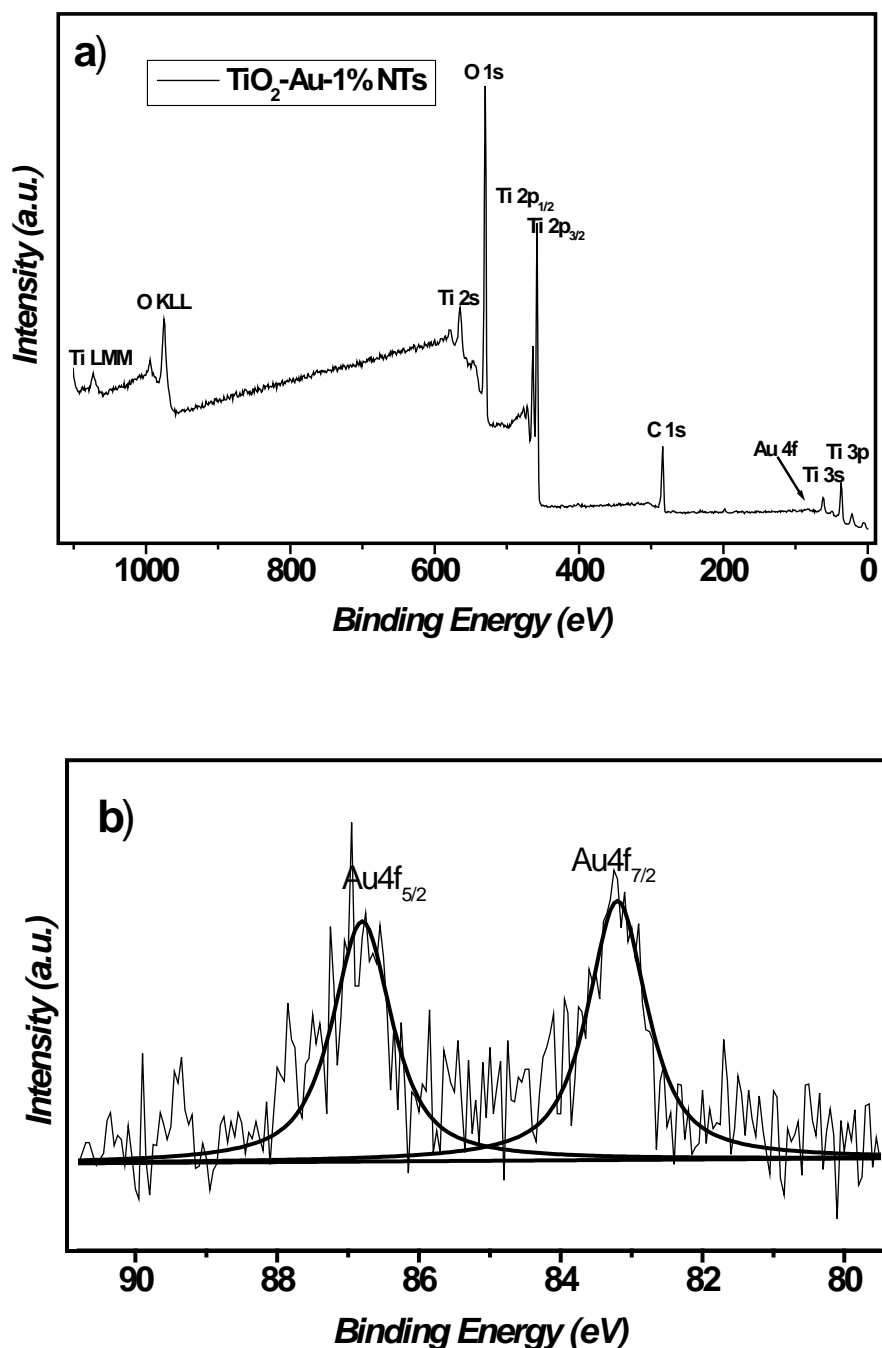 a)
TiO₂-Au-1% NTs
O 1s
Ti 2p₁/₂
Ti 2p₃/₂
Ti 2s
O KLL
Ti LMM
C 1s
Au 4f
Ti 3p
Ti 3s
Intensity (a.u.)
1000 800 600 400 200 0
Binding Energy (eV)
b)
Au4f₅/₂
Au4f₇/₂
Intensity (a.u.)
90 88 86 84 82 80
Binding Energy (eV)